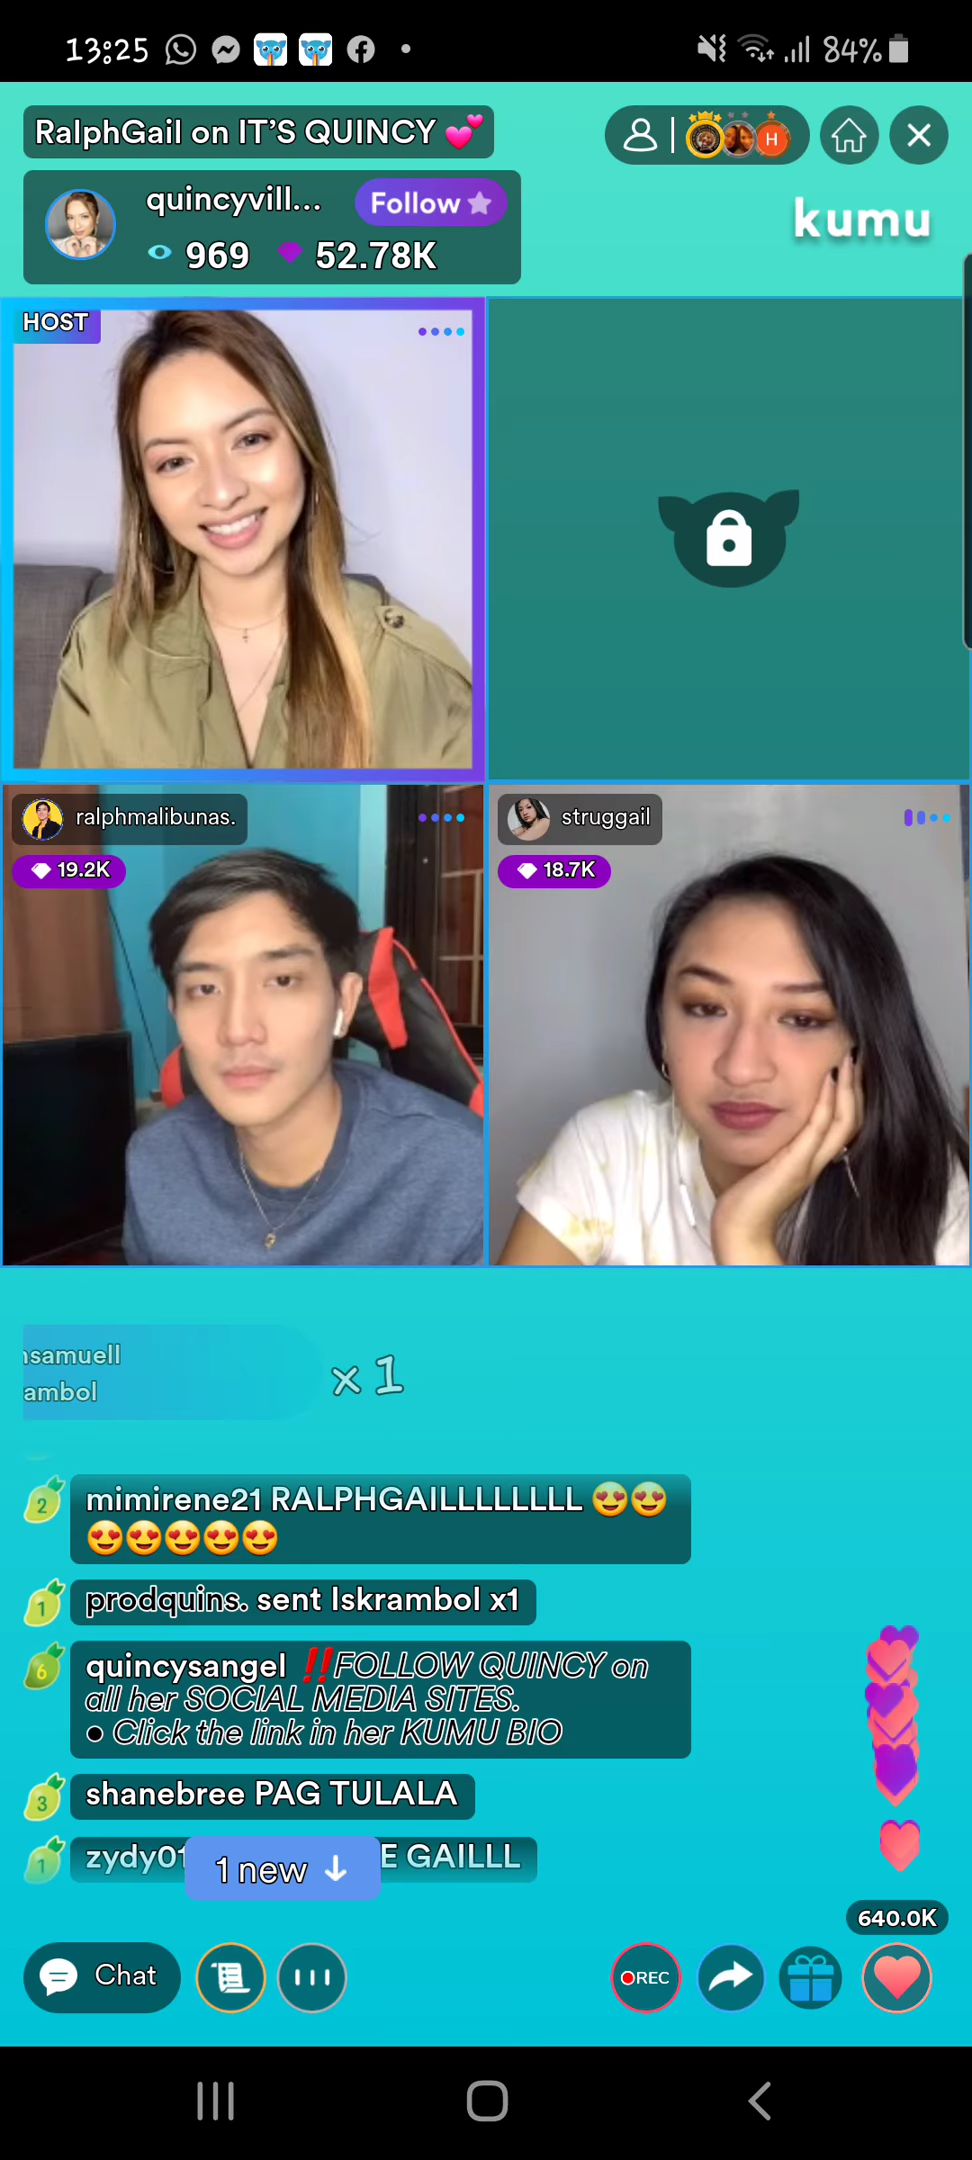 13:25
84%
RalphGail on IT'S QUINCY 💕
H
quincyvill...
Follow
969
52.78K
kumu
HOST
ralphmalibunas.
19.2K
struggail
18.7K
nsamuell
ambol
x 1
2
mimirene21 RALPHGAILLLLLLLL 😍😍
😍😍😍😍😍
1
prodquins. sent Iskrambol x1
6
quincysangel ‼️FOLLOW QUINCY on
all her SOCIAL MEDIA SITES.
● Click the link in her KUMU BIO
3
shanebree PAG TULALA
1
E GAILLL
1 new ↓
640.0K
Chat
REC